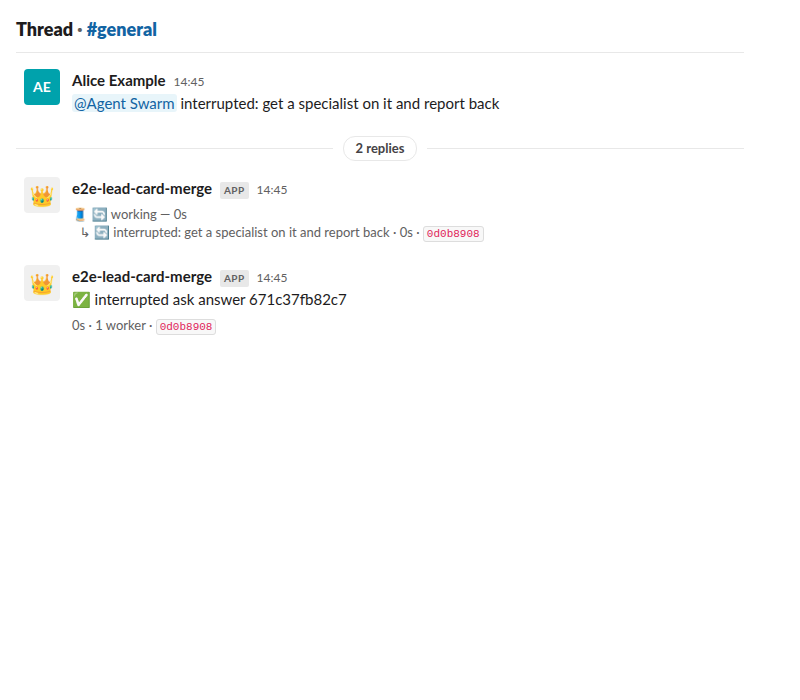 Thread • #general
AE
Alice Example 14:45
@Agent Swarm interrupted: get a specialist on it and report back
2 replies
e2e-lead-card-merge APP 14:45
🧵 🔄 working — 0s
↳ 🔄 interrupted: get a specialist on it and report back · 0s · 0d0b8908
e2e-lead-card-merge APP 14:45
✅ interrupted ask answer 671c37fb82c7
0s · 1 worker · 0d0b8908